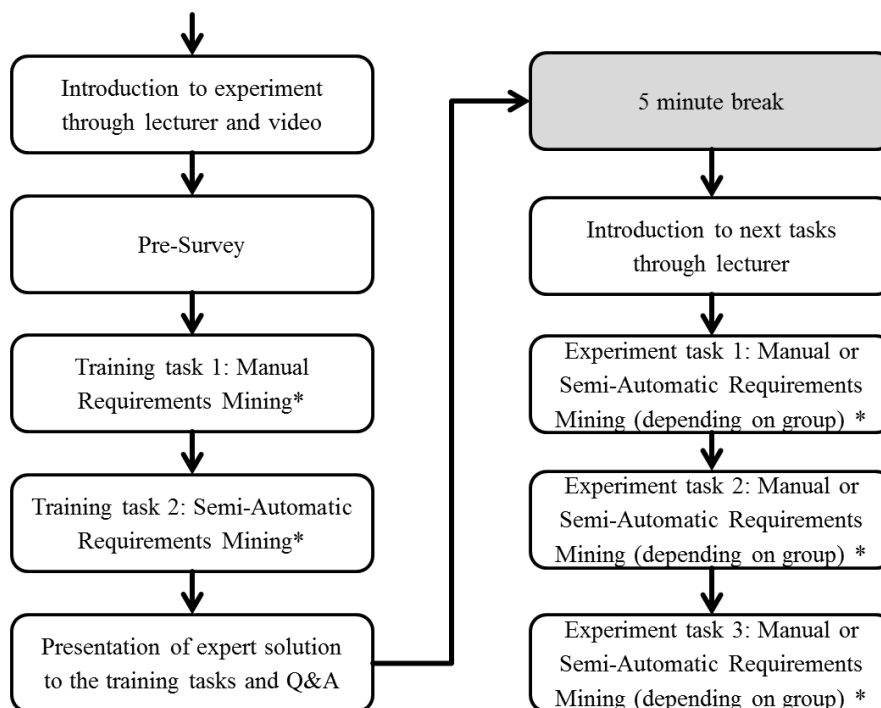 Introduction to experiment
through lecturer and video
Pre-Survey
Training task 1: Manual
Requirements Mining*
Training task 2: Semi-Automatic
Requirements Mining*
Presentation of expert solution
to the training tasks and Q&A
5 minute break
Introduction to next tasks
through lecturer
Experiment task 1: Manual or
Semi-Automatic Requirements
Mining (depending on group) *
Experiment task 2: Manual or
Semi-Automatic Requirements
Mining (depending on group) *
Experiment task 3: Manual or
Semi-Automatic Requirements
Mining (depending on group) *